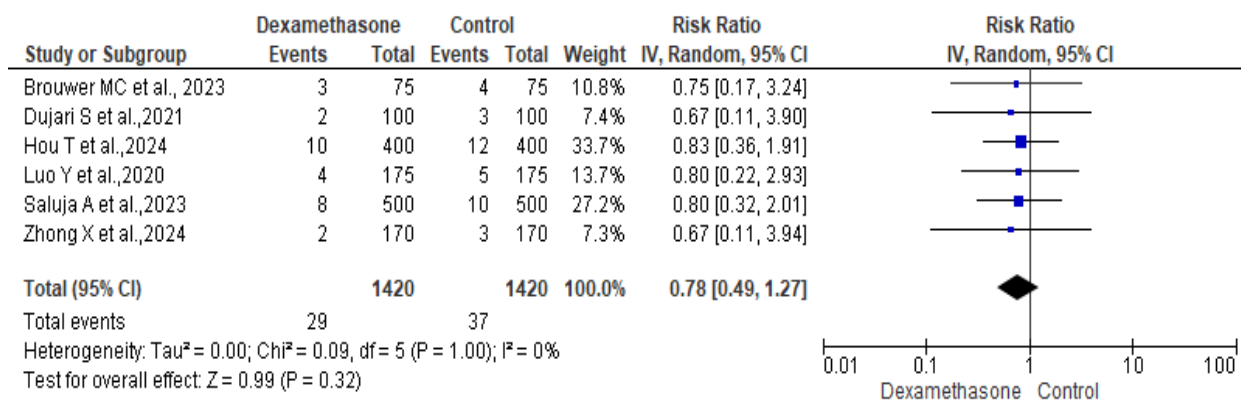 Dexamethasone Control Risk Ratio Risk Ratio
Study or Subgroup Events Total Events Total Weight IV, Random, 95% CI IV, Random, 95% CI
Brouwer MC et al., 2023 3 75 4 75 10.8% 0.75 [0.17, 3.24]
Dujari S et al.,2021 2 100 3 100 7.4% 0.67 [0.11, 3.90]
Hou T et al.,2024 10 400 12 400 33.7% 0.83 [0.36, 1.91]
Luo Y et al.,2020 4 175 5 175 13.7% 0.80 [0.22, 2.93]
Saluja A et al.,2023 8 500 10 500 27.2% 0.80 [0.32, 2.01]
Zhong X et al.,2024 2 170 3 170 7.3% 0.67 [0.11, 3.94]
Total (95% CI) 1420 1420 100.0% 0.78 [0.49, 1.27]
Total events 29 37
Heterogeneity: Tau² = 0.00; Chi² = 0.09, df = 5 (P = 1.00); I² = 0%
Test for overall effect: Z = 0.99 (P = 0.32)
0.01 0.1 1 10 100
Dexamethasone Control